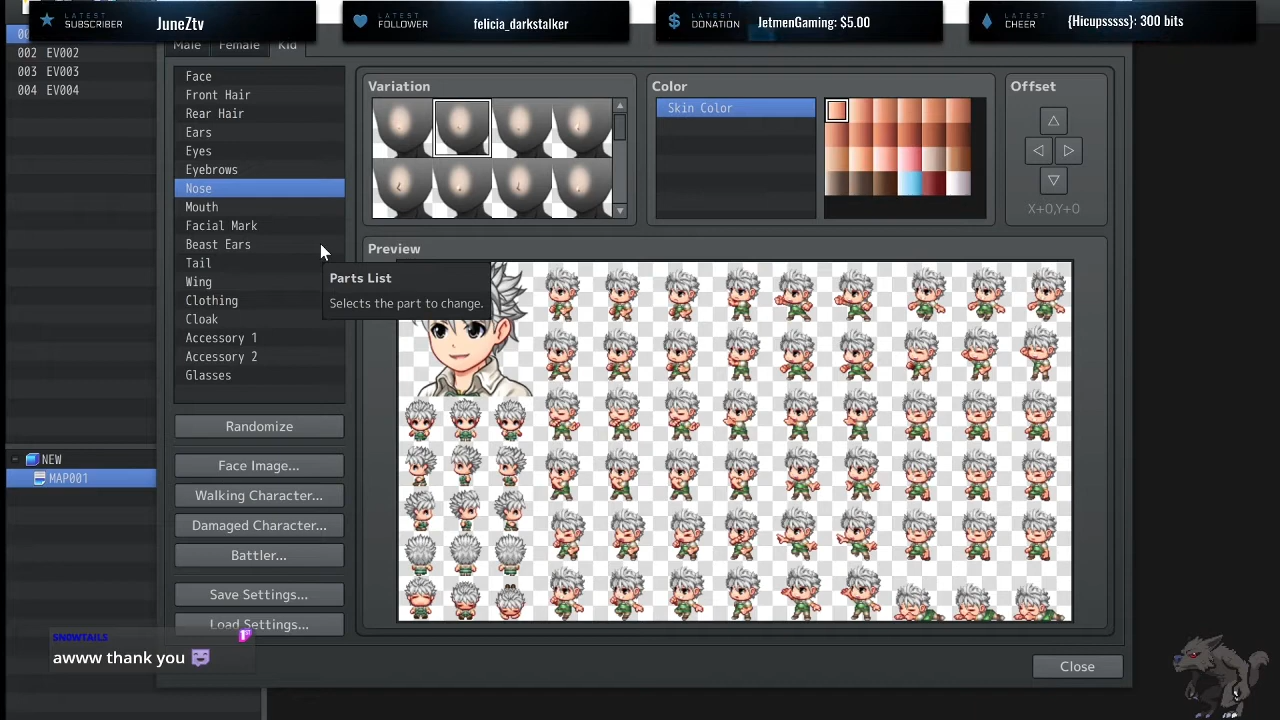 LATEST
SUBSCRIBER
JuneZtv
LATEST
FOLLOWER
felicia_darkstalker
LATEST
DONATION
JetmenGaming: $5.00
LATEST
CHEER
{Hicupsssss}: 300 bits
002 EV002
003 EV003
004 EV004
NEW
MAP001
Male
Female
Kid
Face
Front Hair
Rear Hair
Ears
Eyes
Eyebrows
Nose
Mouth
Facial Mark
Beast Ears
Tail
Wing
Clothing
Cloak
Accessory 1
Accessory 2
Glasses
Randomize
Face Image...
Walking Character...
Damaged Character...
Battler...
Save Settings...
Load Settings...
Variation
Color
Skin Color
Offset
X+0,Y+0
Preview
Parts List
Selects the part to change.
Close
SNOWTAILS
awww thank you